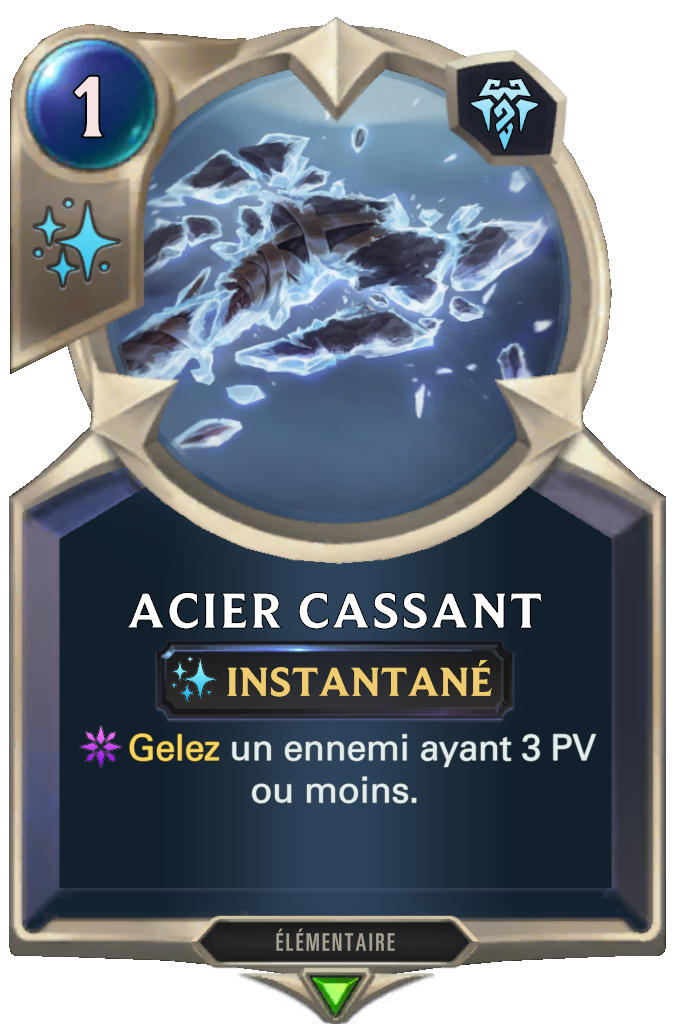 1
ACIER CASSANT
INSTANTANÉ
Gelez un ennemi ayant 3 PV
ou moins.
ÉLÉMENTAIRE